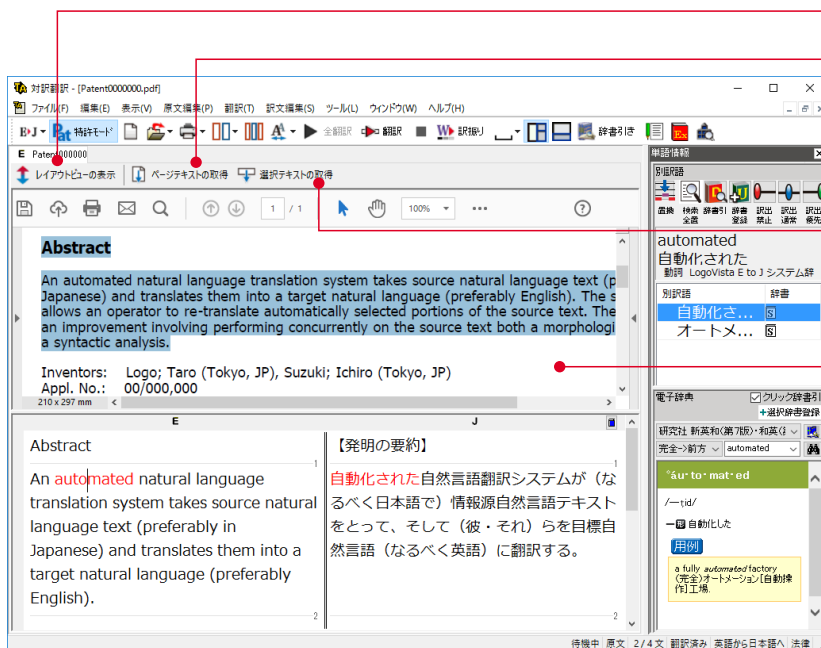 対訳翻訳 - [Patent0000000.pdf]
ファイル(F) 編集(E) 表示(V) 原文編集(P) 翻訳(T) 訳文編集(S) ツール(L) ウィンドウ(W) ヘルプ(H)
E›J Pat 特許モード 全翻訳 翻訳 訳振り 辞書引き
E Patent0000000
レイアウトビューの表示 ページテキストの取得 選択テキストの取得
1 / 1 100%
Abstract
An automated natural language translation system takes source natural language text (p
Japanese) and translates them into a target natural language (preferably English). The s
allows an operator to re-translate automatically selected portions of the source text. The
an improvement involving performing concurrently on the source text both a morphologi
a syntactic analysis.
Inventors: Logo; Taro (Tokyo, JP), Suzuki; Ichiro (Tokyo, JP)
Appl. No.: 00/000,000
210 x 297 mm
E J
Abstract
1
An automated natural language
translation system takes source natural
language text (preferably in
Japanese) and translates them into a
target natural language (preferably
English).
2
【発明の要約】
1
自動化された自然言語翻訳システムが（な
るべく日本語で）情報源自然言語テキスト
をとって、そして（彼・それ）らを目標自
然言語（なるべく英語）に翻訳する。
2
単語情報
別訳語
置換 検索全置 辞書引 辞書登録 訳出禁止 訳出通常 訳出優先
automated
自動化された
動詞 LogoVista E to J システム辞
別訳語 辞書
自動化さ... S
オートメ... S
電子辞典 クリック辞書引
+選択辞書登録
研究社 新英和(第7版)・和英(
完全->前方 automated
°áu·to·mat·ed
/—tɪd/
自動化した
用例
a fully automated factory
(完全)オートメーション[自動操
作]工場.
待機中 原文 2/4文 翻訳済み 英語から日本語へ 法律